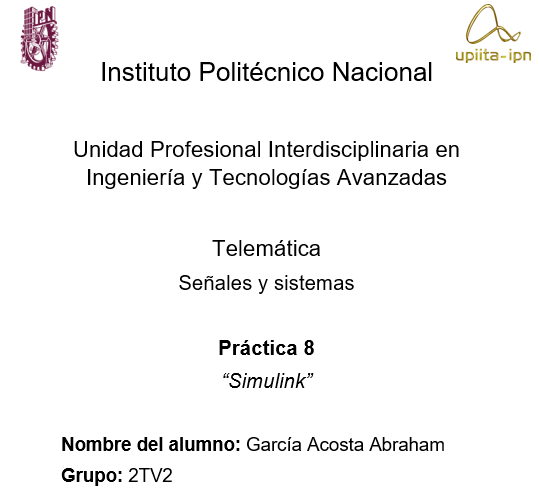 I.P.N
upiita-ipn
Instituto Politécnico Nacional
Unidad Profesional Interdisciplinaria en
Ingeniería y Tecnologías Avanzadas
Telemática
Señales y sistemas
Práctica 8
“Simulink”
Nombre del alumno: García Acosta Abraham
Grupo: 2TV2